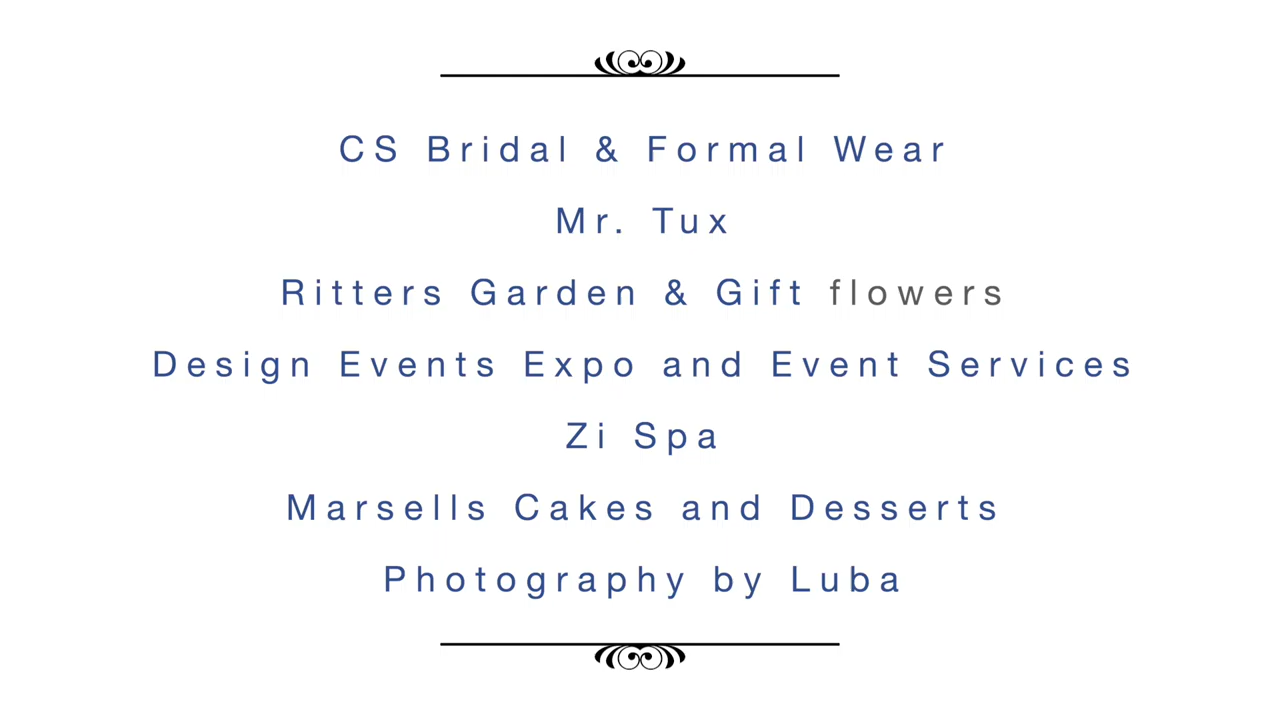 CS Bridal & Formal Wear
Mr. Tux
Ritters Garden & Gift flowers
Design Events Expo and Event Services
Zi Spa
Marsells Cakes and Desserts
Photography by Luba